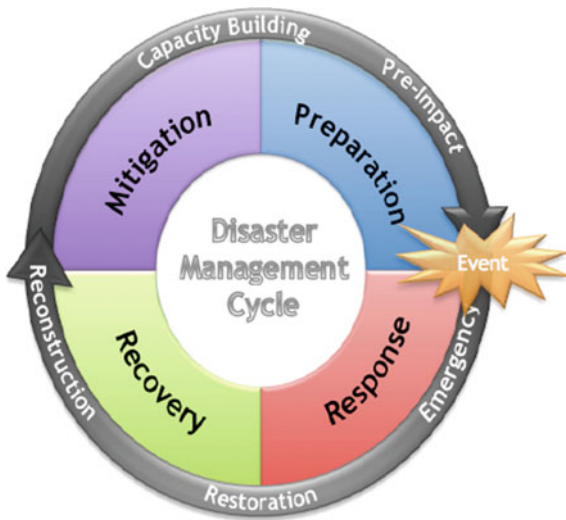 Capacity Building
Pre-Impact
Mitigation
Preparation
Disaster
Management
Cycle
Event
Reconstruction
Recovery
Response
Emergency
Restoration